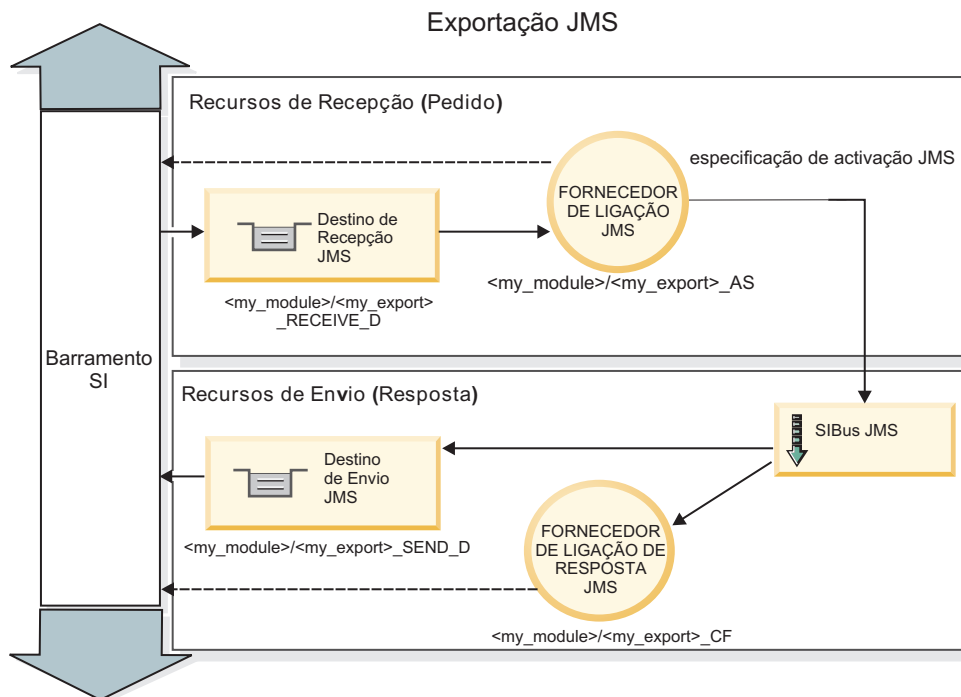 Exportação JMS
Recursos de Recepção (Pedido)
especificação de activação JMS
FORNECEDOR
DE LIGAÇÃO
JMS
Destino de
Recepção
JMS
<my_module>/<my_export>_AS
<my_module>/<my_export>
_RECEIVE_D
Barramento
SI
Recursos de Envio (Resposta)
SIBus JMS
Destino
de Envio
JMS
<my_module>/<my_export>_SEND_D
FORNECEDOR
DE LIGAÇÃO DE
RESPOSTA
JMS
<my_module>/<my_export>_CF